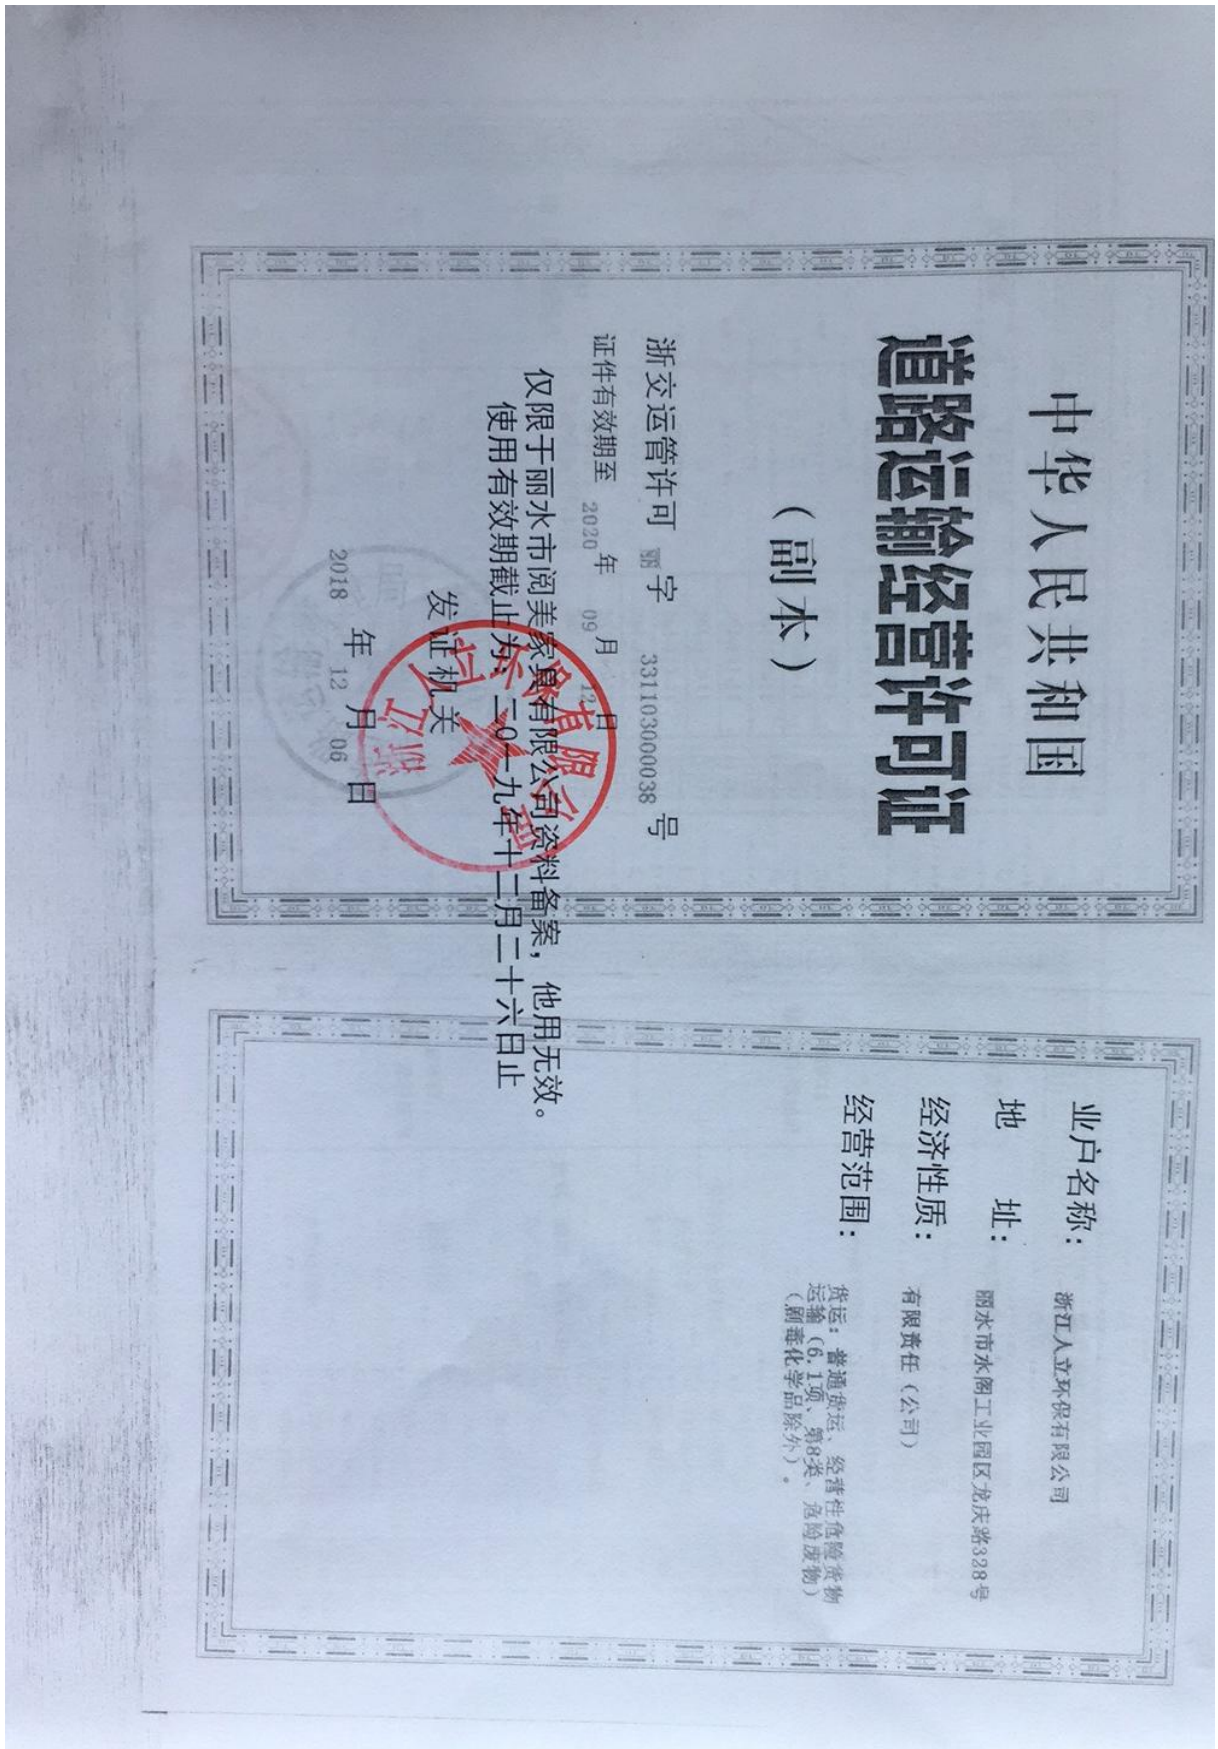 中华人民共和国
道路运输经营许可证
（副本）
浙交运管许可 丽 字 331103000038 号
证件有效期至 2020 年 09 月 12 日
仅限于丽水市阅美家具有限公司资料备案，他用无效。
使用有效期截止为：二0一九年十二月二十六日止
发证机关
2018 年 12 月 06 日
业户名称： 浙江人立环保有限公司
地 址： 丽水市水阁工业园区龙庆路328号
经济性质： 有限责任（公司）
经营范围： 货运：普通货运、经营性危险货物
运输（6.1项、第8类、危险废物）
（剧毒化学品除外）。